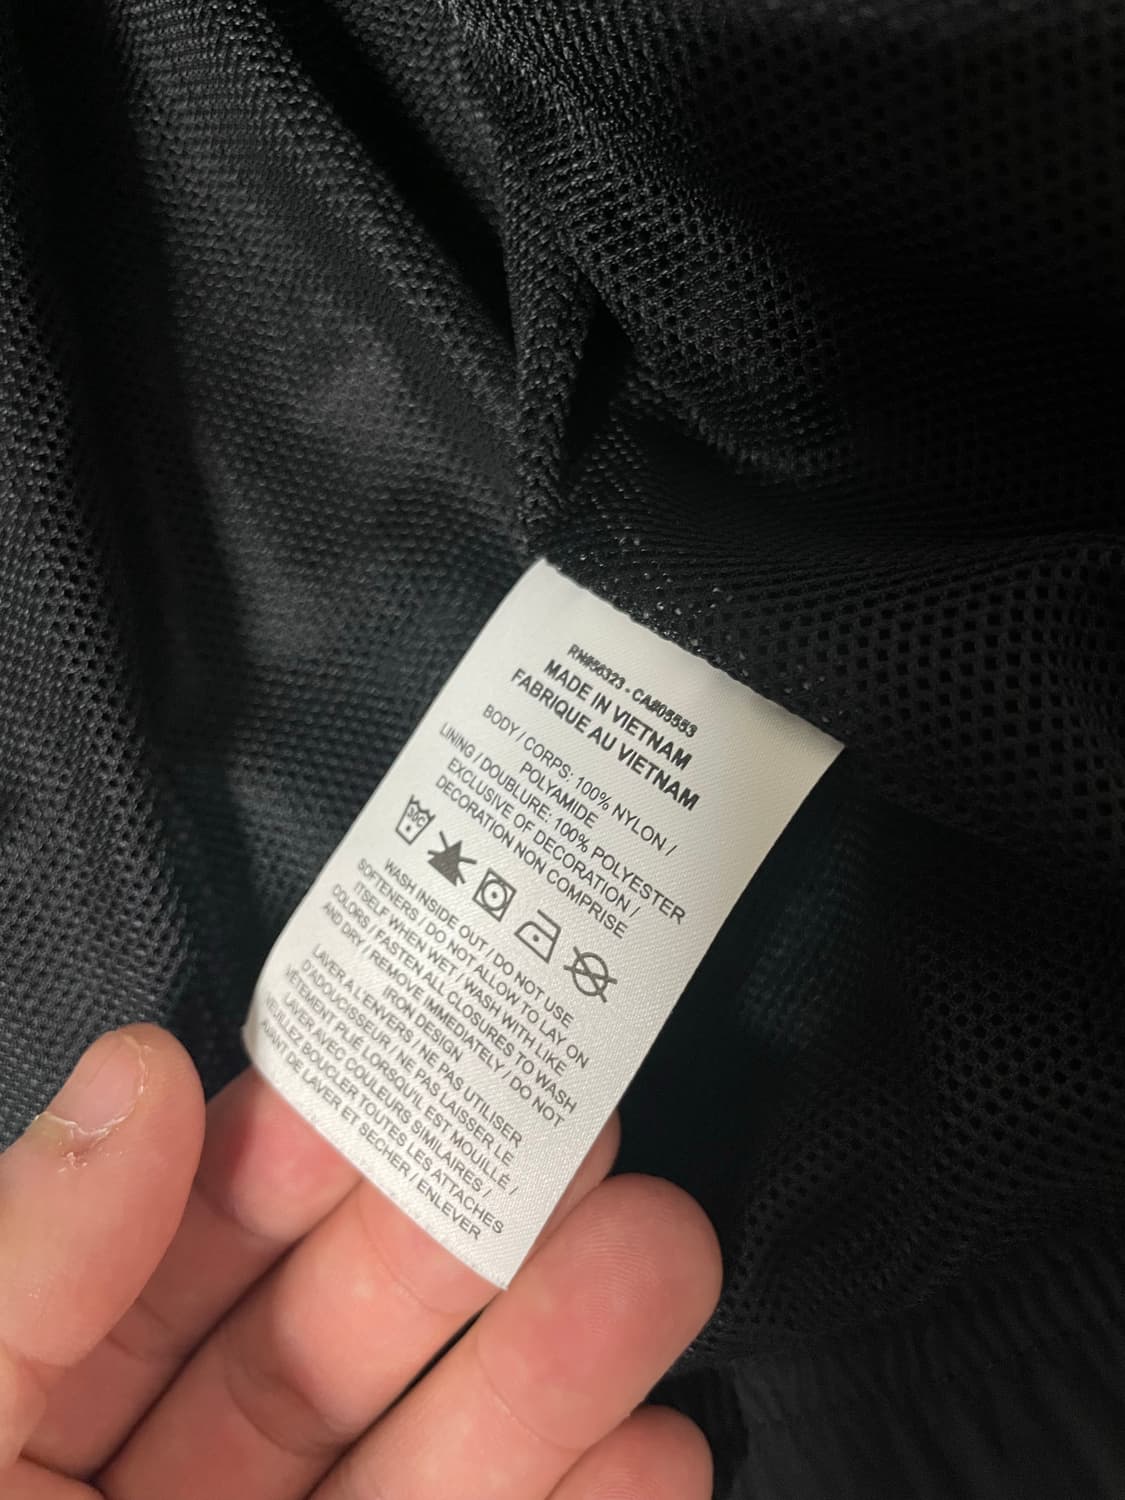 RN#56323 - CA#05553
MADE IN VIETNAM
FABRIQUE AU VIETNAM
BODY / CORPS: 100% NYLON /
POLYAMIDE
LINING / DOUBLURE: 100% POLYESTER
EXCLUSIVE OF DECORATION /
DECORATION NON COMPRISE
30C
WASH INSIDE OUT / DO NOT USE
SOFTENERS / DO NOT ALLOW TO LAY ON
ITSELF WHEN WET / WASH WITH LIKE
COLORS / FASTEN ALL CLOSURES TO WASH
AND DRY / REMOVE IMMEDIATELY / DO NOT
IRON DESIGN
LAVER A L'ENVERS / NE PAS UTILISER
D'ADOUCISSEUR / NE PAS LAISSER LE
VÊTEMENT PLIÉ LORSQU'IL EST MOUILLÉ /
LAVER AVEC COULEURS SIMILAIRES /
VEUILLEZ BOUCLER TOUTES LES ATTACHES
AVANT DE LAVER ET SECHER / ENLEVER